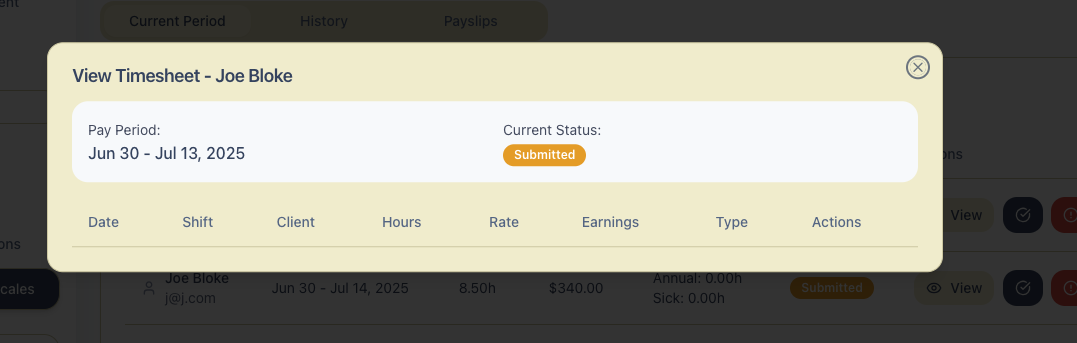 ent
Current Period History Payslips
View Timesheet - Joe Bloke
Pay Period: Current Status:
Jun 30 - Jul 13, 2025 Submitted
ons
Date Shift Client Hours Rate Earnings Type Actions
View
ons
Joe Bloke
j@j.com
Jun 30 - Jul 14, 2025 8.50h $340.00
Annual: 0.00h
Sick: 0.00h
Submitted View
cales